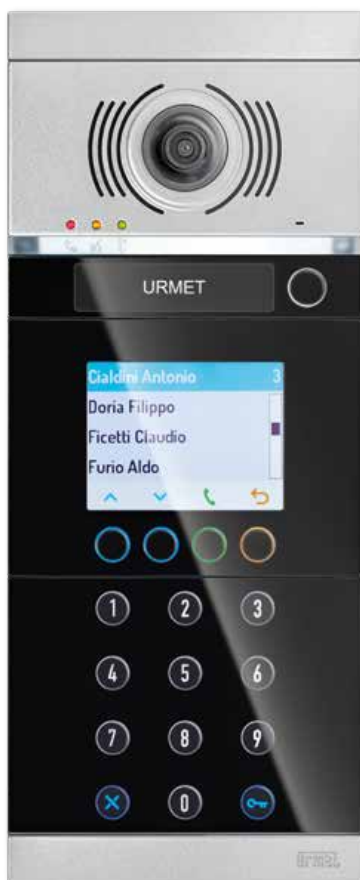 URMET
Cialdini Antonio 3
Doria Filippo
Ficetti Claudio
Furio Aldo
1 2 3
4 5 6
7 8 9
0
urmet